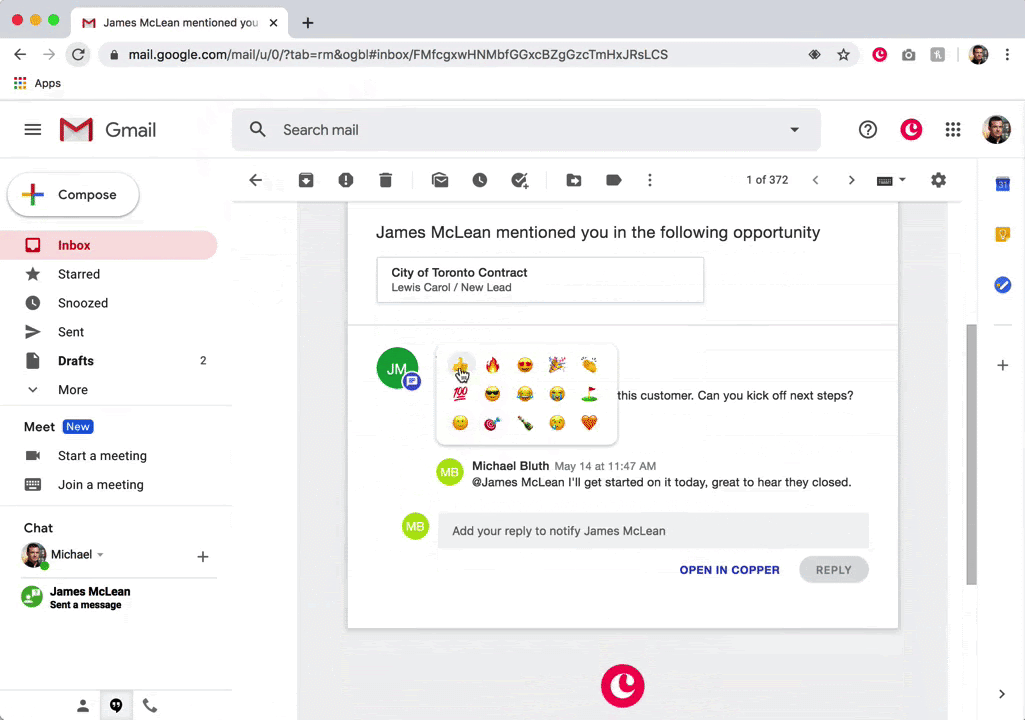 James McLean mentioned you
mail.google.com/mail/u/0/?tab=rm&ogbl#inbox/FMfcgxwHNMbfGGxcBZgGzcTmHxJRsLCS
Apps
Gmail
Search mail
Compose
1 of 372
31
Inbox
Starred
Snoozed
Sent
Drafts 2
More
Meet New
Start a meeting
Join a meeting
Chat
Michael
James McLean
Sent a message
James McLean mentioned you in the following opportunity
City of Toronto Contract
Lewis Carol / New Lead
JM
100
this customer. Can you kick off next steps?
MB
Michael Bluth May 14 at 11:47 AM
@James McLean I'll get started on it today, great to hear they closed.
MB
Add your reply to notify James McLean
OPEN IN COPPER
REPLY